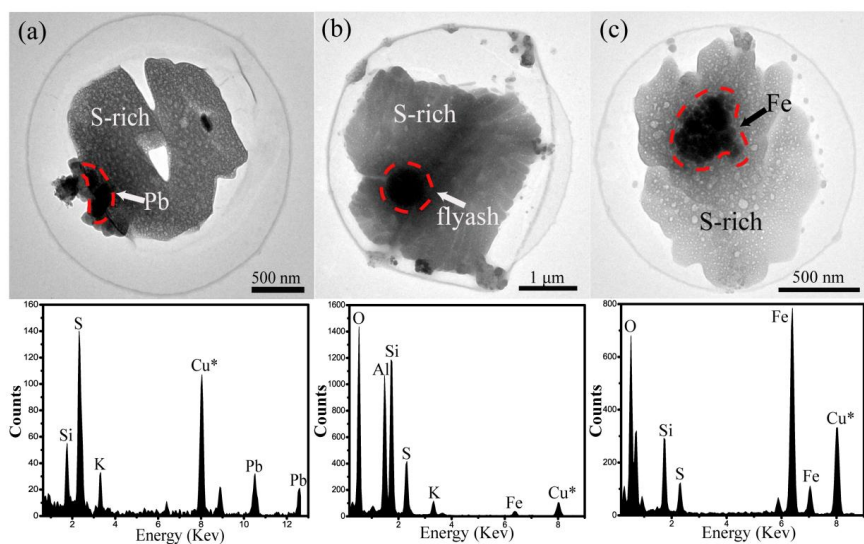 (a)
S-rich
Pb
500 nm
(b)
S-rich
flyash
1 μm
(c)
Fe
S-rich
500 nm
160
140
120
100
80
60
40
20
0
Counts
Si
S
K
Cu*
Pb
Pb
2 4 6 8 10 12
Energy (Kev)
1600
1400
1200
1000
800
600
400
200
0
Counts
O
Al
Si
S
K
Fe
Cu*
2 4 6 8
Energy (Kev)
800
600
400
200
0
Counts
O
Si
S
Fe
Fe
Cu*
2 4 6 8
Energy (Kev)